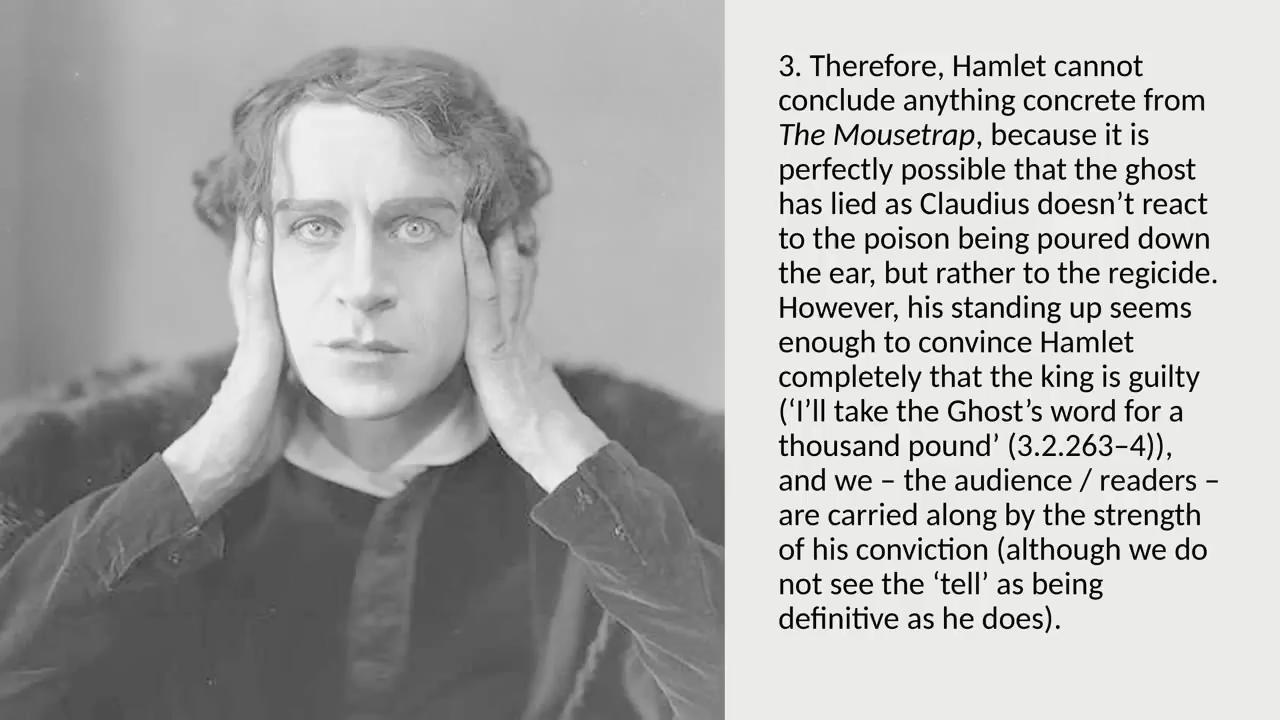 3. Therefore, Hamlet cannot
conclude anything concrete from
The Mousetrap, because it is
perfectly possible that the ghost
has lied as Claudius doesn’t react
to the poison being poured down
the ear, but rather to the regicide.
However, his standing up seems
enough to convince Hamlet
completely that the king is guilty
(‘I’ll take the Ghost’s word for a
thousand pound’ (3.2.263–4)),
and we – the audience / readers –
are carried along by the strength
of his conviction (although we do
not see the ‘tell’ as being
definitive as he does).